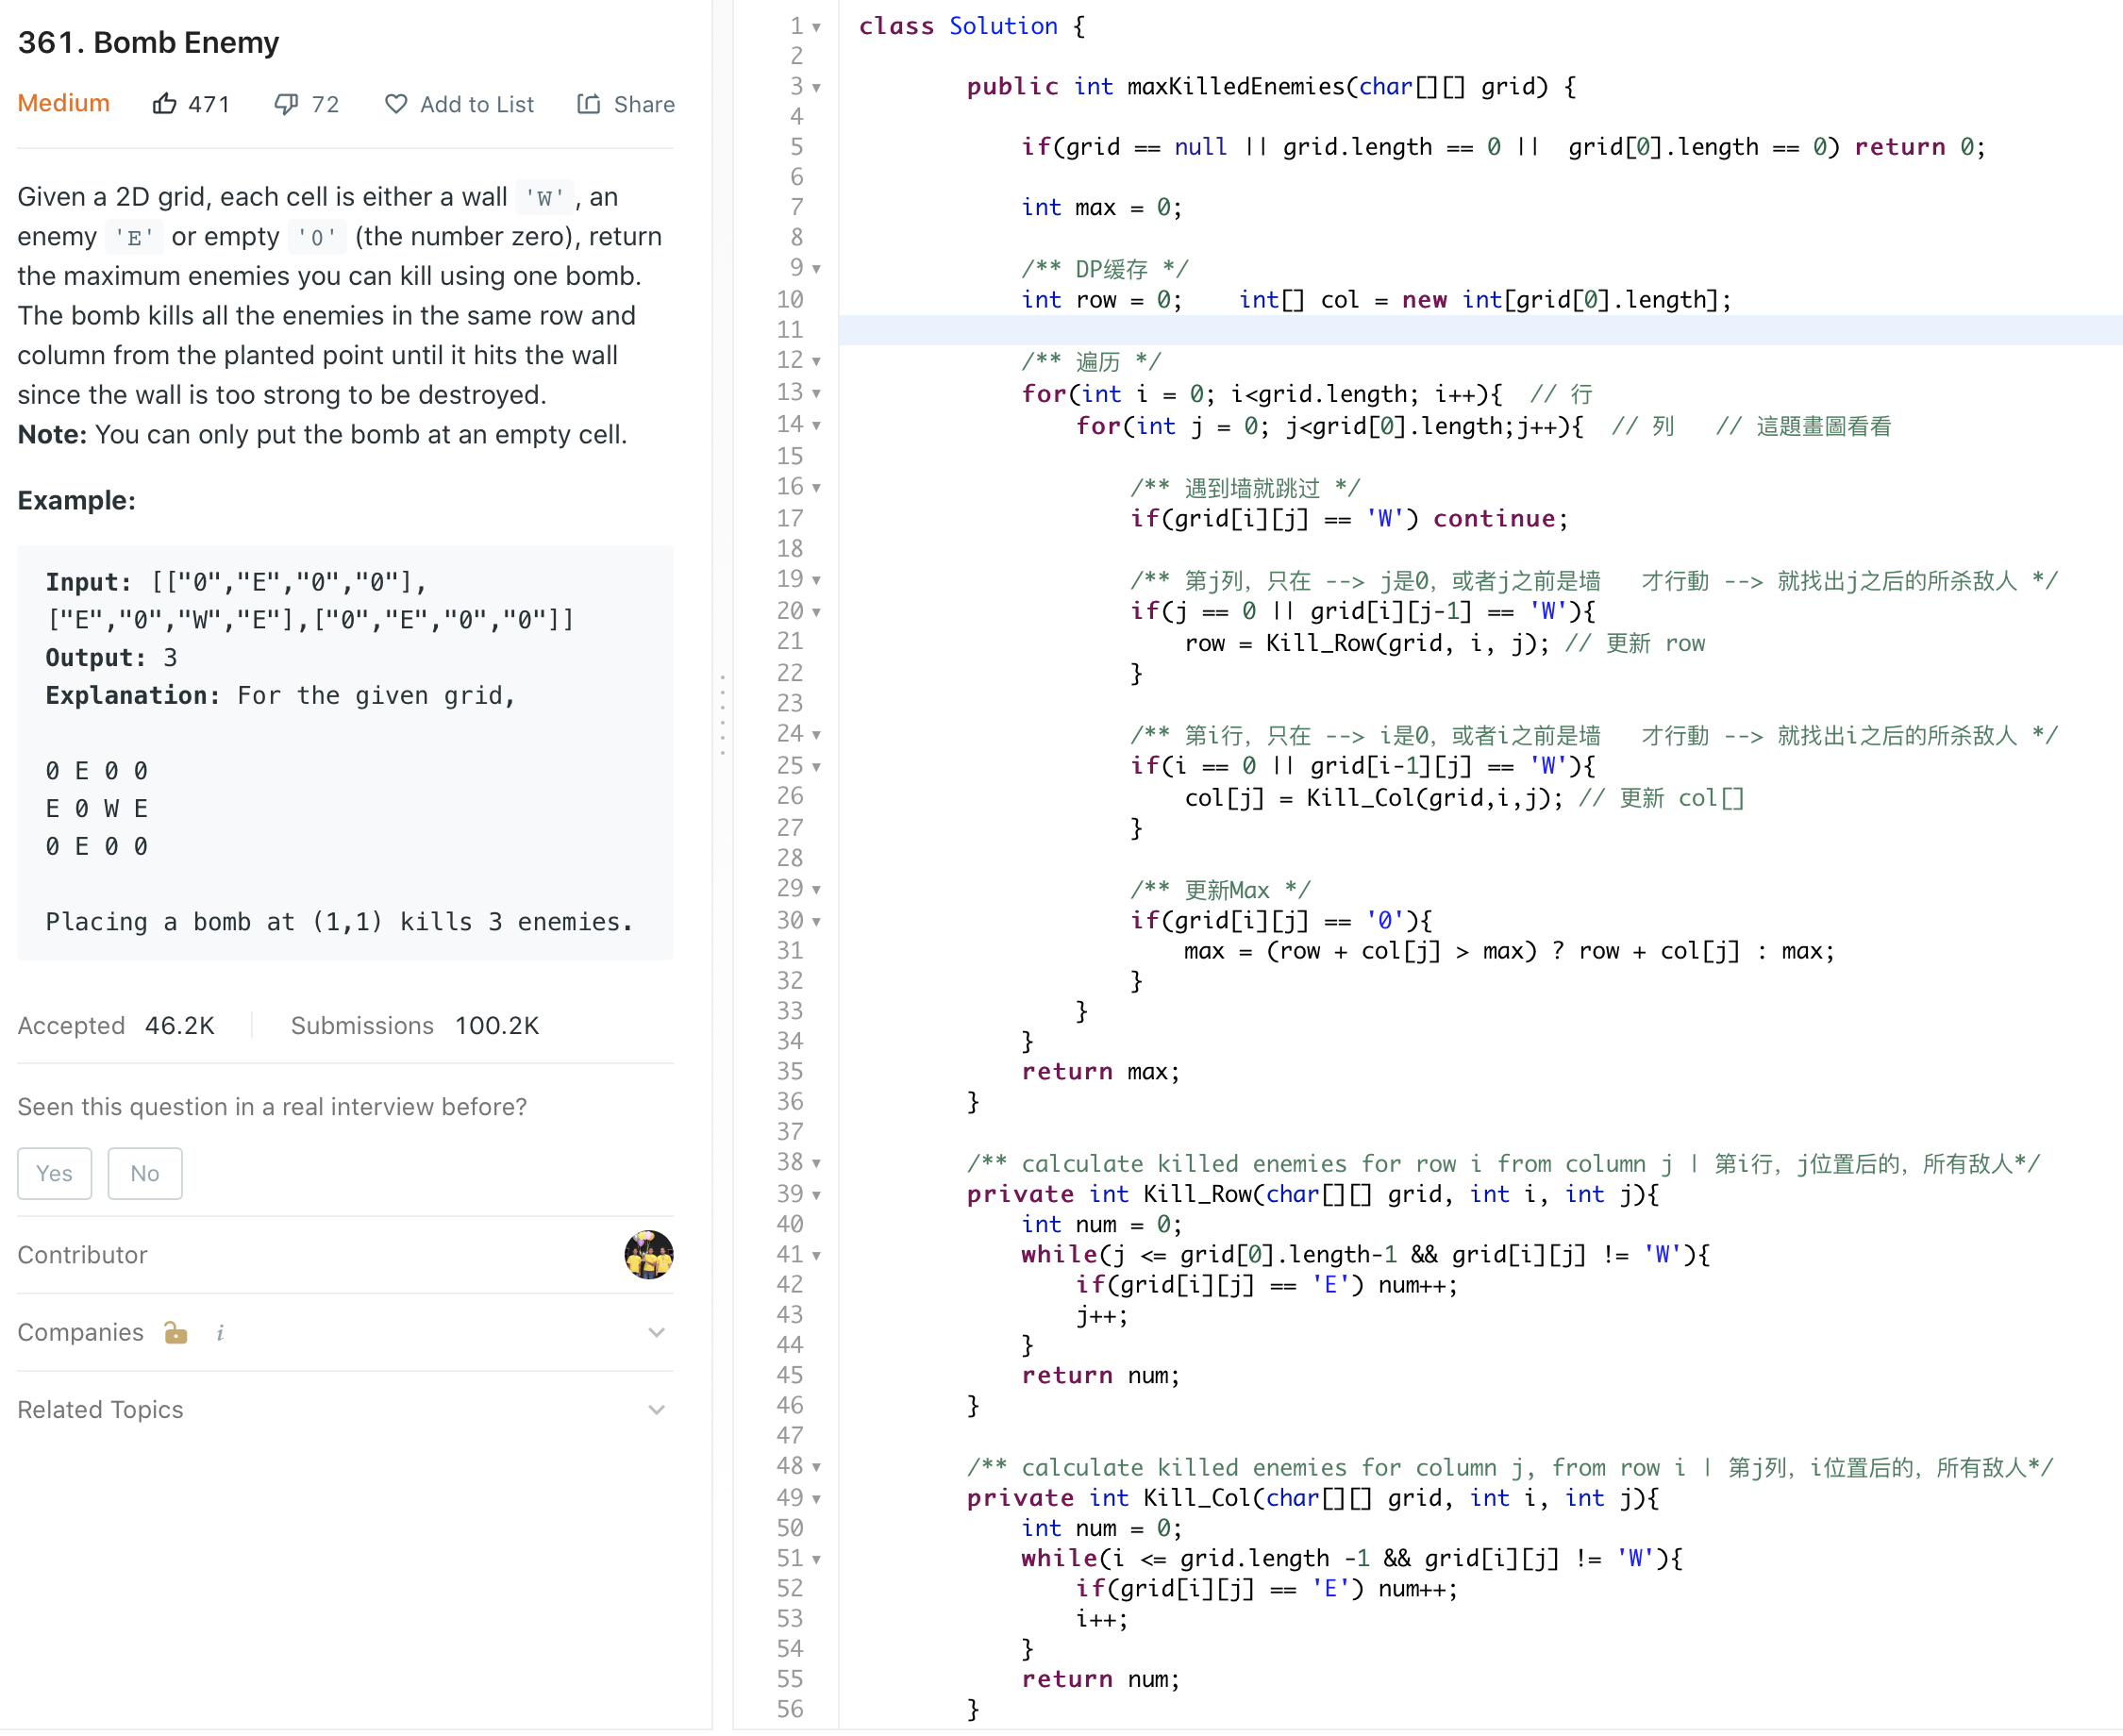 361. Bomb Enemy
Medium 471 72 Add to List Share
Given a 2D grid, each cell is either a wall 'W', an
enemy 'E' or empty '0' (the number zero), return
the maximum enemies you can kill using one bomb.
The bomb kills all the enemies in the same row and
column from the planted point until it hits the wall
since the wall is too strong to be destroyed.
Note: You can only put the bomb at an empty cell.
Example:
Input: [["0","E","0","0"],
["E","0","W","E"],["0","E","0","0"]]
Output: 3
Explanation: For the given grid,
0 E 0 0
E 0 W E
0 E 0 0
Placing a bomb at (1,1) kills 3 enemies.
Accepted 46.2K Submissions 100.2K
Seen this question in a real interview before?
Yes No
Contributor
Companies i
Related Topics
1 class Solution {
2
3 public int maxKilledEnemies(char[][] grid) {
4
5 if(grid == null || grid.length == 0 ||  grid[0].length == 0) return 0;
6
7 int max = 0;
8
9 /** DP缓存 */
10 int row = 0;    int[] col = new int[grid[0].length];
11
12 /** 遍历 */
13 for(int i = 0; i<grid.length; i++){  // 行
14 for(int j = 0; j<grid[0].length;j++){  // 列   // 這題畫圖看看
15
16 /** 遇到墙就跳过 */
17 if(grid[i][j] == 'W') continue;
18
19 /** 第j列，只在 --> j是0，或者j之前是墙   才行動 --> 就找出j之后的所杀敌人 */
20 if(j == 0 || grid[i][j-1] == 'W'){
21 row = Kill_Row(grid, i, j); // 更新 row
22 }
23
24 /** 第i行，只在 --> i是0，或者i之前是墙   才行動 --> 就找出i之后的所杀敌人 */
25 if(i == 0 || grid[i-1][j] == 'W'){
26 col[j] = Kill_Col(grid,i,j); // 更新 col[]
27 }
28
29 /** 更新Max */
30 if(grid[i][j] == '0'){
31 max = (row + col[j] > max) ? row + col[j] : max;
32 }
33 }
34 }
35 return max;
36 }
37
38 /** calculate killed enemies for row i from column j | 第i行，j位置后的，所有敌人*/
39 private int Kill_Row(char[][] grid, int i, int j){
40 int num = 0;
41 while(j <= grid[0].length-1 && grid[i][j] != 'W'){
42 if(grid[i][j] == 'E') num++;
43 j++;
44 }
45 return num;
46 }
47
48 /** calculate killed enemies for column j, from row i | 第j列，i位置后的，所有敌人*/
49 private int Kill_Col(char[][] grid, int i, int j){
50 int num = 0;
51 while(i <= grid.length -1 && grid[i][j] != 'W'){
52 if(grid[i][j] == 'E') num++;
53 i++;
54 }
55 return num;
56 }